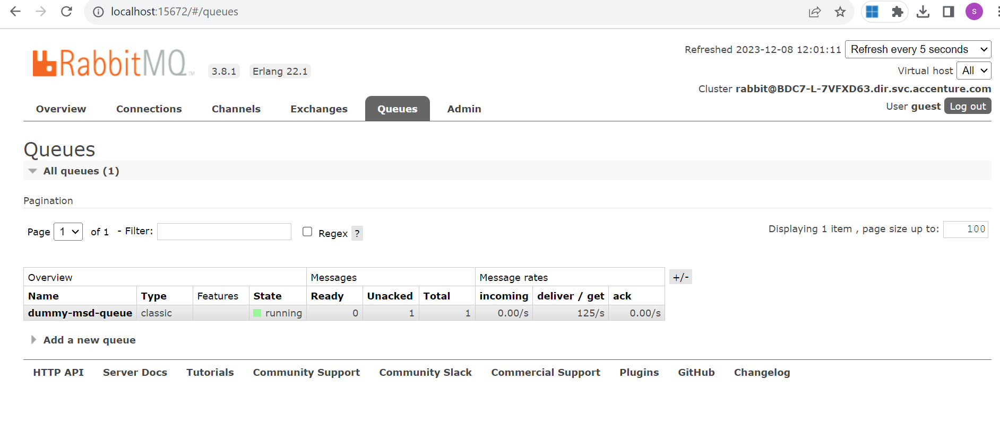 localhost:15672/#/queues
S
RabbitMQ TM 3.8.1 Erlang 22.1
Refreshed 2023-12-08 12:01:11 Refresh every 5 seconds
Virtual host All
Cluster rabbit@BDC7-L-7VFXD63.dir.svc.accenture.com
User guest Log out
Overview Connections Channels Exchanges Queues Admin
Queues
All queues (1)
Pagination
Page 1 of 1 - Filter: Regex ? Displaying 1 item , page size up to: 100
Overview Messages Message rates +/-
Name Type Features State Ready Unacked Total incoming deliver / get ack
dummy-msd-queue classic running 0 1 1 0.00/s 125/s 0.00/s
Add a new queue
HTTP API Server Docs Tutorials Community Support Community Slack Commercial Support Plugins GitHub Changelog